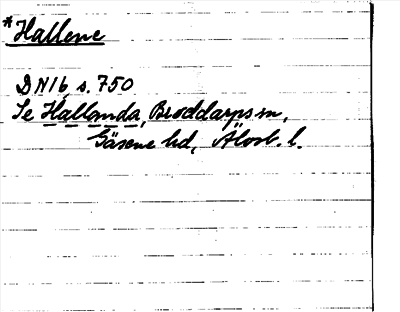 *Hallene
DN16 s. 750
Se Hallanda, Broddarps sn,
Gäsene hd, Älvsb. l.